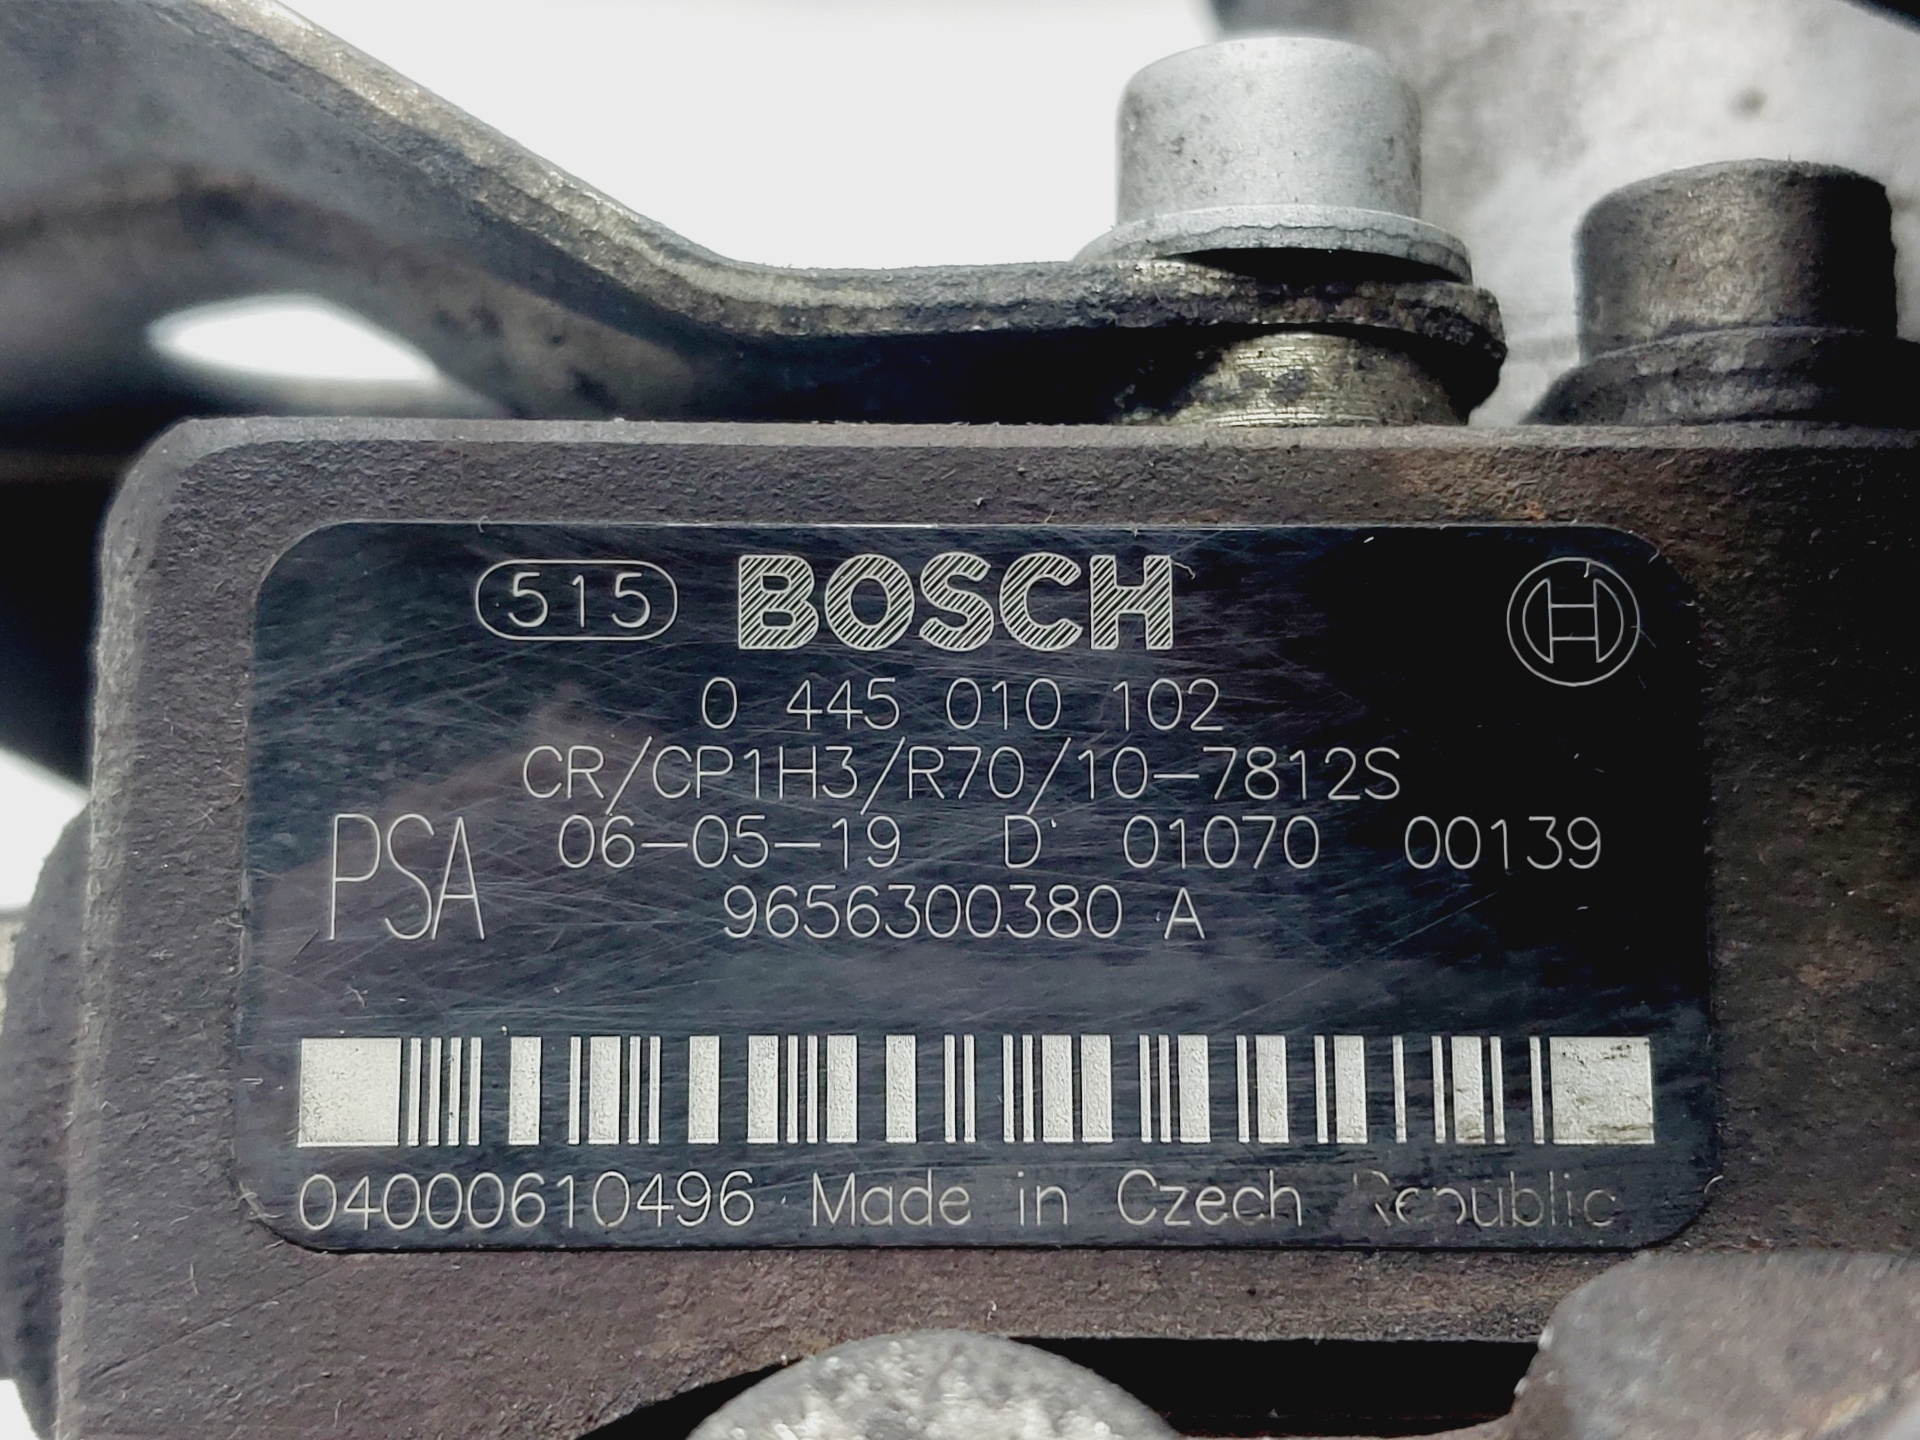 515 BOSCH
0 445 010 102
CR/CP1H3/R70/10-7812S
PSA 06-05-19 D 01070 00139
9656300380 A
04000610496 Made in Czech Republic